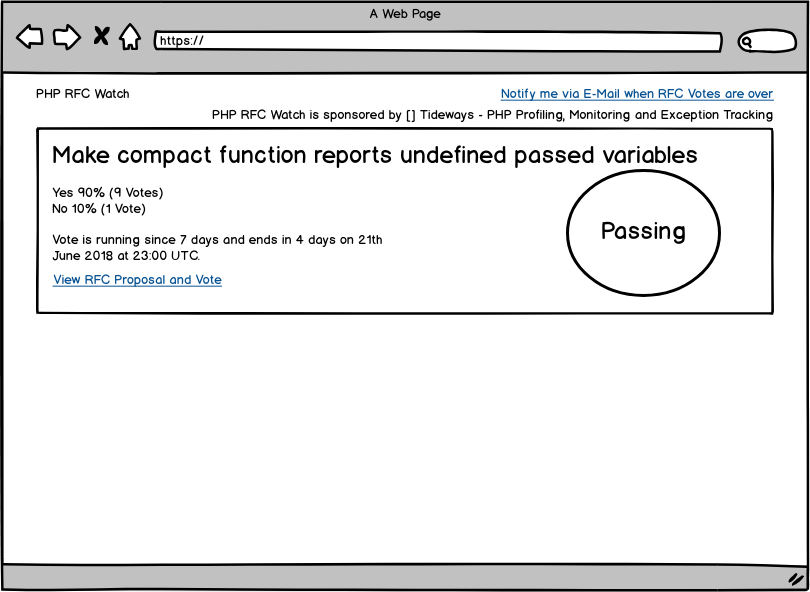 A Web Page
https://
PHP RFC Watch
Notify me via E-Mail when RFC Votes are over
PHP RFC Watch is sponsored by [] Tideways - PHP Profiling, Monitoring and Exception Tracking
Make compact function reports undefined passed variables
Yes 90% (9 Votes)
No 10% (1 Vote)
Passing
Vote is running since 7 days and ends in 4 days on 21th
June 2018 at 23:00 UTC.
View RFC Proposal and Vote